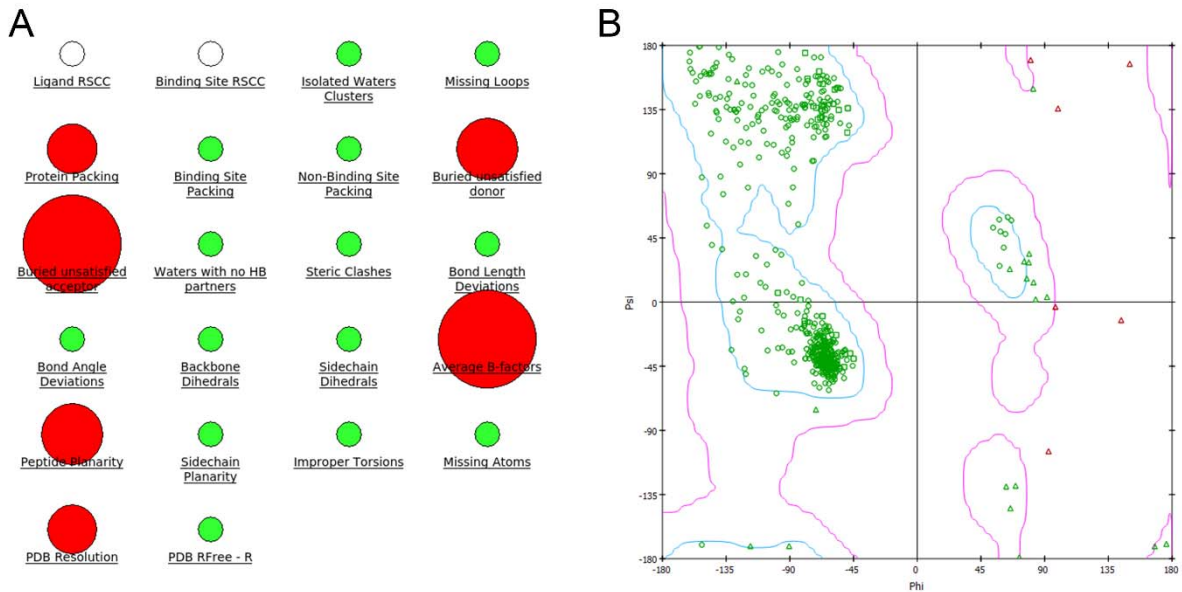 A
Ligand RSCC
Binding Site RSCC
Isolated Waters
Clusters
Missing Loops
Protein Packing
Binding Site
Packing
Non-Binding Site
Packing
Buried unsatisfied
donor
Buried unsatisfied
acceptor
Waters with no HB
partners
Steric Clashes
Bond Length
Deviations
Bond Angle
Deviations
Backbone
Dihedrals
Sidechain
Dihedrals
Average B-factors
Peptide Planarity
Sidechain
Planarity
Improper Torsions
Missing Atoms
PDB Resolution
PDB RFree - R
B
180
135
90
45
0
-45
-90
-135
-180
Psi
-180
-135
-90
-45
0
45
90
135
180
Phi